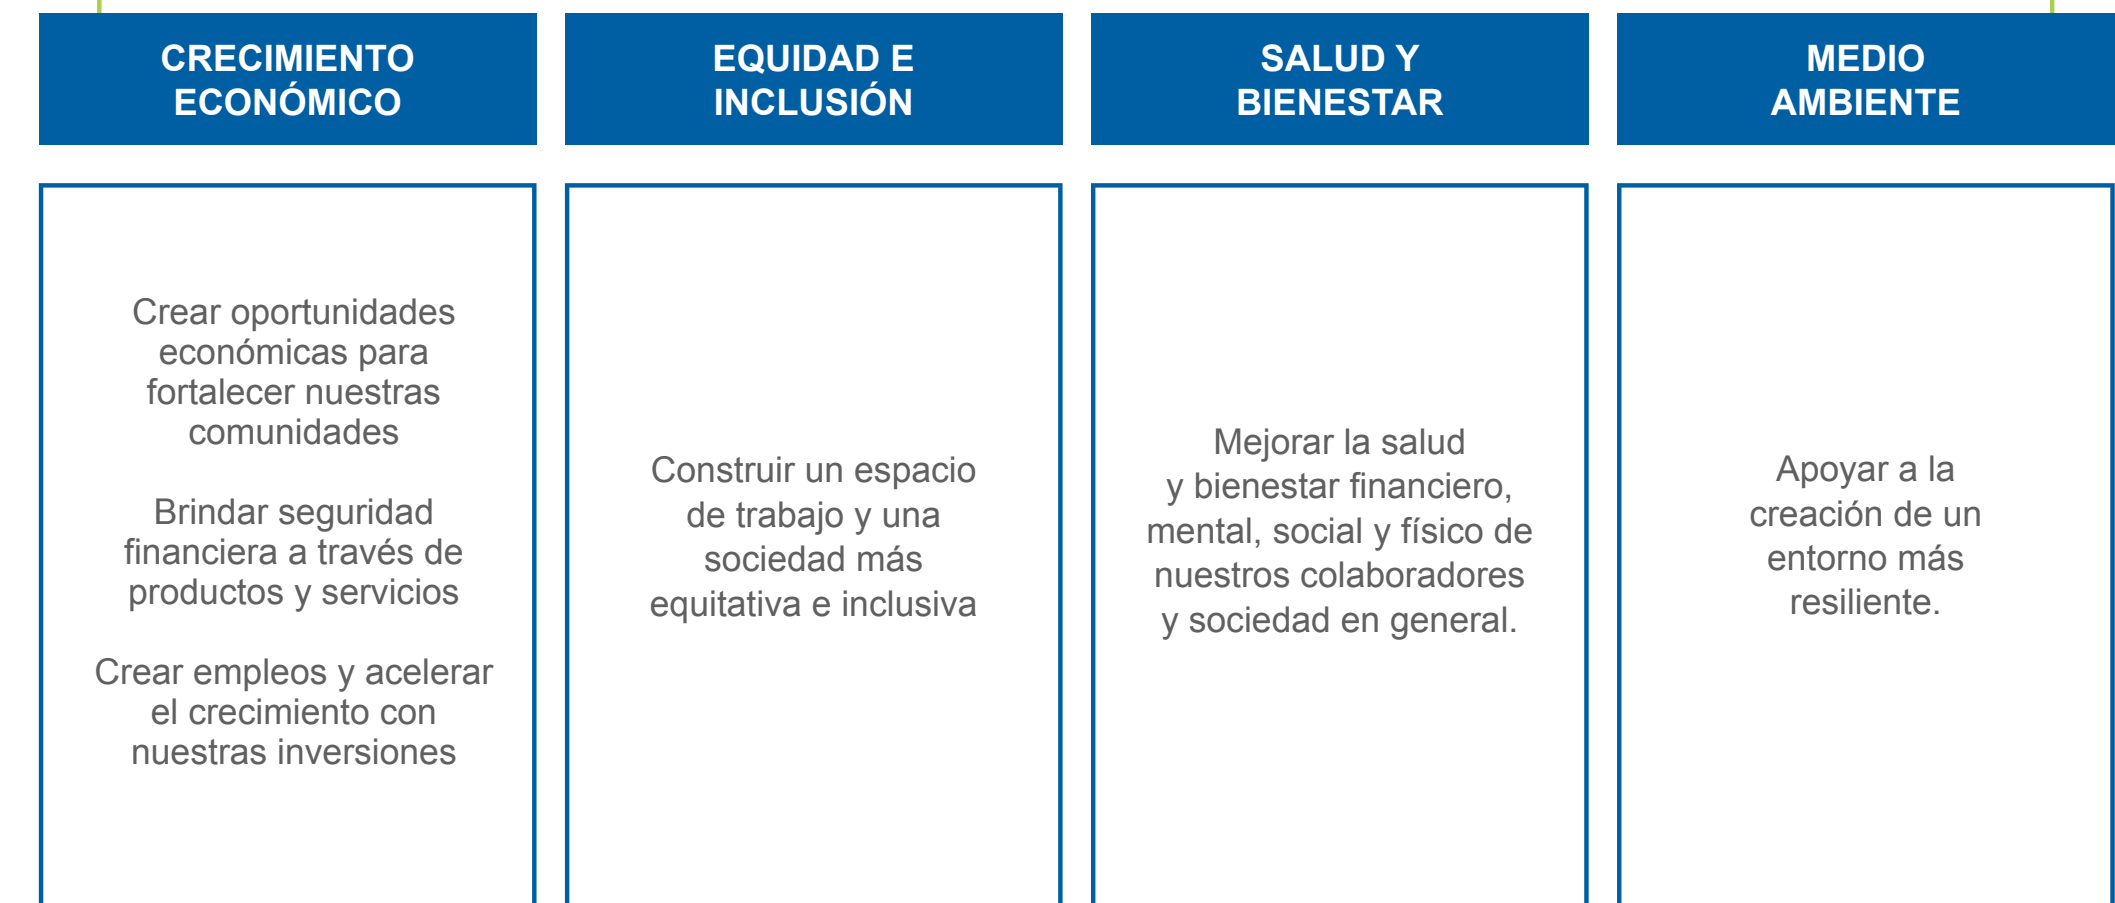 CRECIMIENTO
ECONÓMICO
Crear oportunidades
económicas para
fortalecer nuestras
comunidades
Brindar seguridad
financiera a través de
productos y servicios
Crear empleos y acelerar
el crecimiento con
nuestras inversiones
EQUIDAD E
INCLUSIÓN
Construir un espacio
de trabajo y una
sociedad más
equitativa e inclusiva
SALUD Y
BIENESTAR
Mejorar la salud
y bienestar financiero,
mental, social y físico de
nuestros colaboradores
y sociedad en general.
MEDIO
AMBIENTE
Apoyar a la
creación de un
entorno más
resiliente.